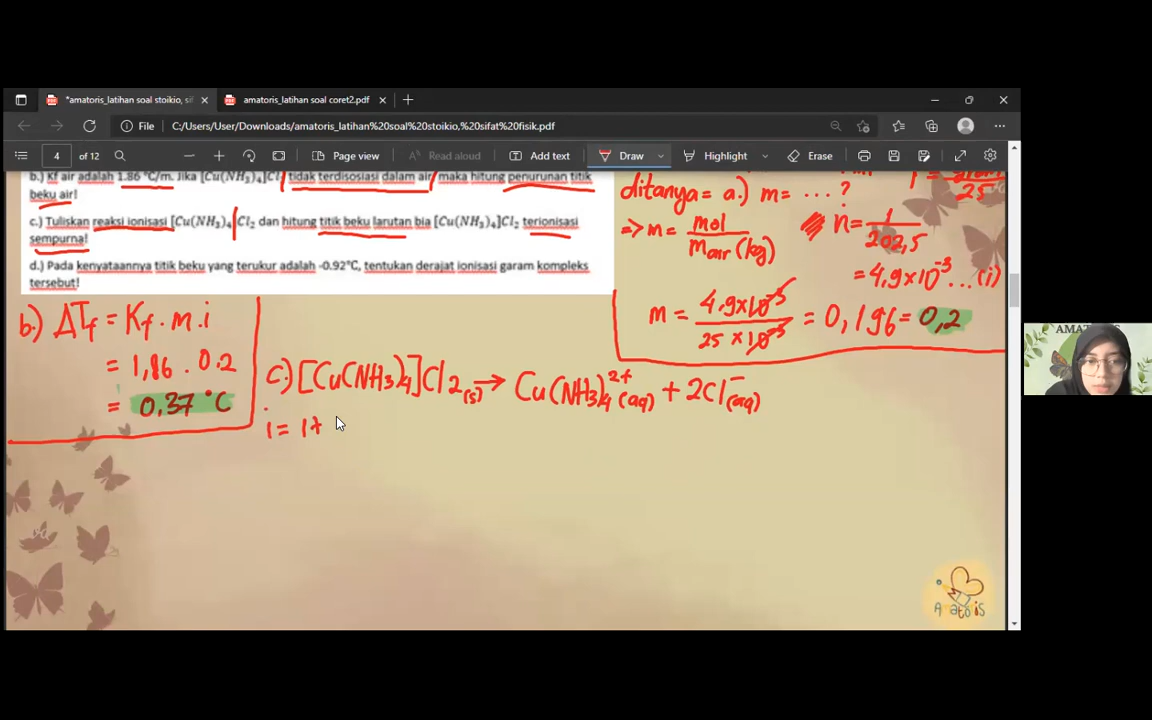 *amatoris_latihan soal stoikio, si
amatoris_latihan soal coret2.pdf
File
C:/Users/User/Downloads/amatoris_latihan%20soal%20stoikio,%20sifat%20fisik.pdf
4 of 12
Page view
Read aloud
Add text
Draw
Highlight
Erase
b.) Kf air adalah 1.86 °C/m. Jika [Cu(NH₃)₄]Cl tidak terdisosiasi dalam air, maka hitung penurunan titik
beku air!
c.) Tuliskan reaksi ionisasi [Cu(NH₃)₄]Cl₂ dan hitung titik beku larutan bia [Cu(NH₃)₄]Cl₂ terionisasi
sempurna!
d.) Pada kenyataannya titik beku yang terukur adalah -0.92°C, tentukan derajat ionisasi garam kompleks
tersebut!
25
ditanya = a.) m = ... ?
=> m = mol
m air (kg)
n = 1
202,5
= 4,9 x 10⁻³ ... (i)
m = 4,9 x 10⁻³
25 x 10⁻³
= 0,196 = 0,2
b.) ΔTf = Kf . m . i
= 1,86 . 0.2
= 0,37 °C
c.) [Cu(NH3)4]Cl2(s) → Cu(NH3)4²⁺(aq) + 2Cl⁻(aq)
i = 1+
Amatoris